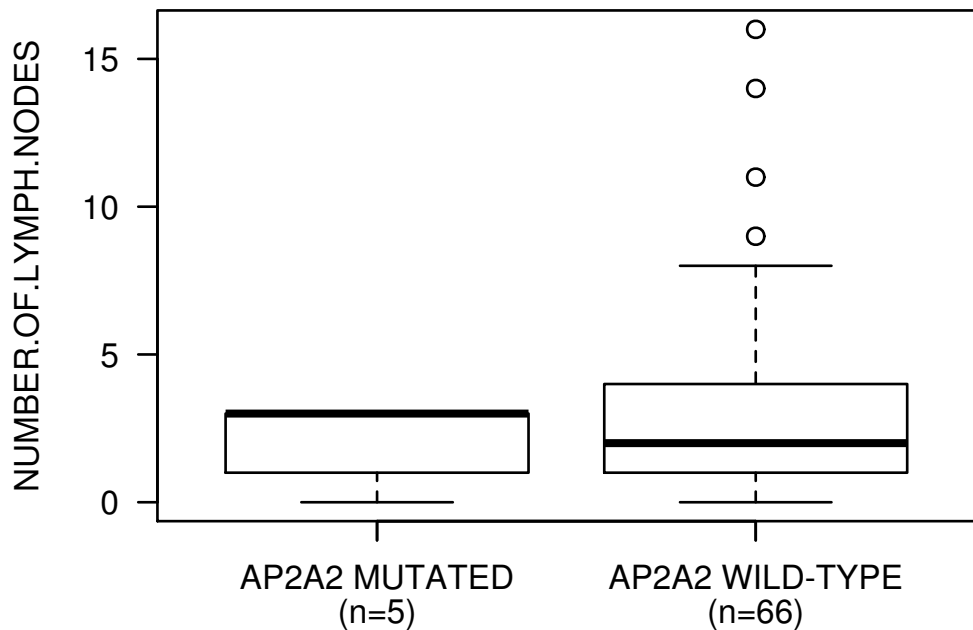 NUMBER.OF.LYMPH.NODES
15
10
5
0
AP2A2 MUTATED
(n=5)
AP2A2 WILD-TYPE
(n=66)